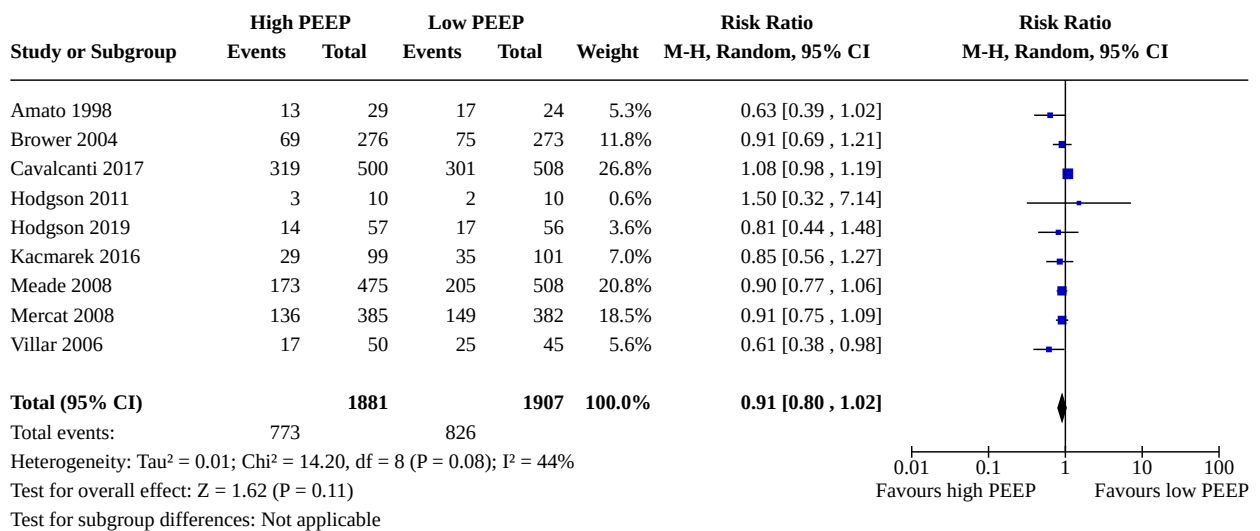 High PEEP Low PEEP Risk Ratio Risk Ratio
Study or Subgroup Events Total Events Total Weight M-H, Random, 95% CI M-H, Random, 95% CI
Amato 1998 13 29 17 24 5.3% 0.63 [0.39 , 1.02]
Brower 2004 69 276 75 273 11.8% 0.91 [0.69 , 1.21]
Cavalcanti 2017 319 500 301 508 26.8% 1.08 [0.98 , 1.19]
Hodgson 2011 3 10 2 10 0.6% 1.50 [0.32 , 7.14]
Hodgson 2019 14 57 17 56 3.6% 0.81 [0.44 , 1.48]
Kacmarek 2016 29 99 35 101 7.0% 0.85 [0.56 , 1.27]
Meade 2008 173 475 205 508 20.8% 0.90 [0.77 , 1.06]
Mercat 2008 136 385 149 382 18.5% 0.91 [0.75 , 1.09]
Villar 2006 17 50 25 45 5.6% 0.61 [0.38 , 0.98]
Total (95% CI) 1881 1907 100.0% 0.91 [0.80 , 1.02]
Total events: 773 826
Heterogeneity: Tau² = 0.01; Chi² = 14.20, df = 8 (P = 0.08); I² = 44%
Test for overall effect: Z = 1.62 (P = 0.11)
Test for subgroup differences: Not applicable
0.01 0.1 1 10 100
Favours high PEEP Favours low PEEP